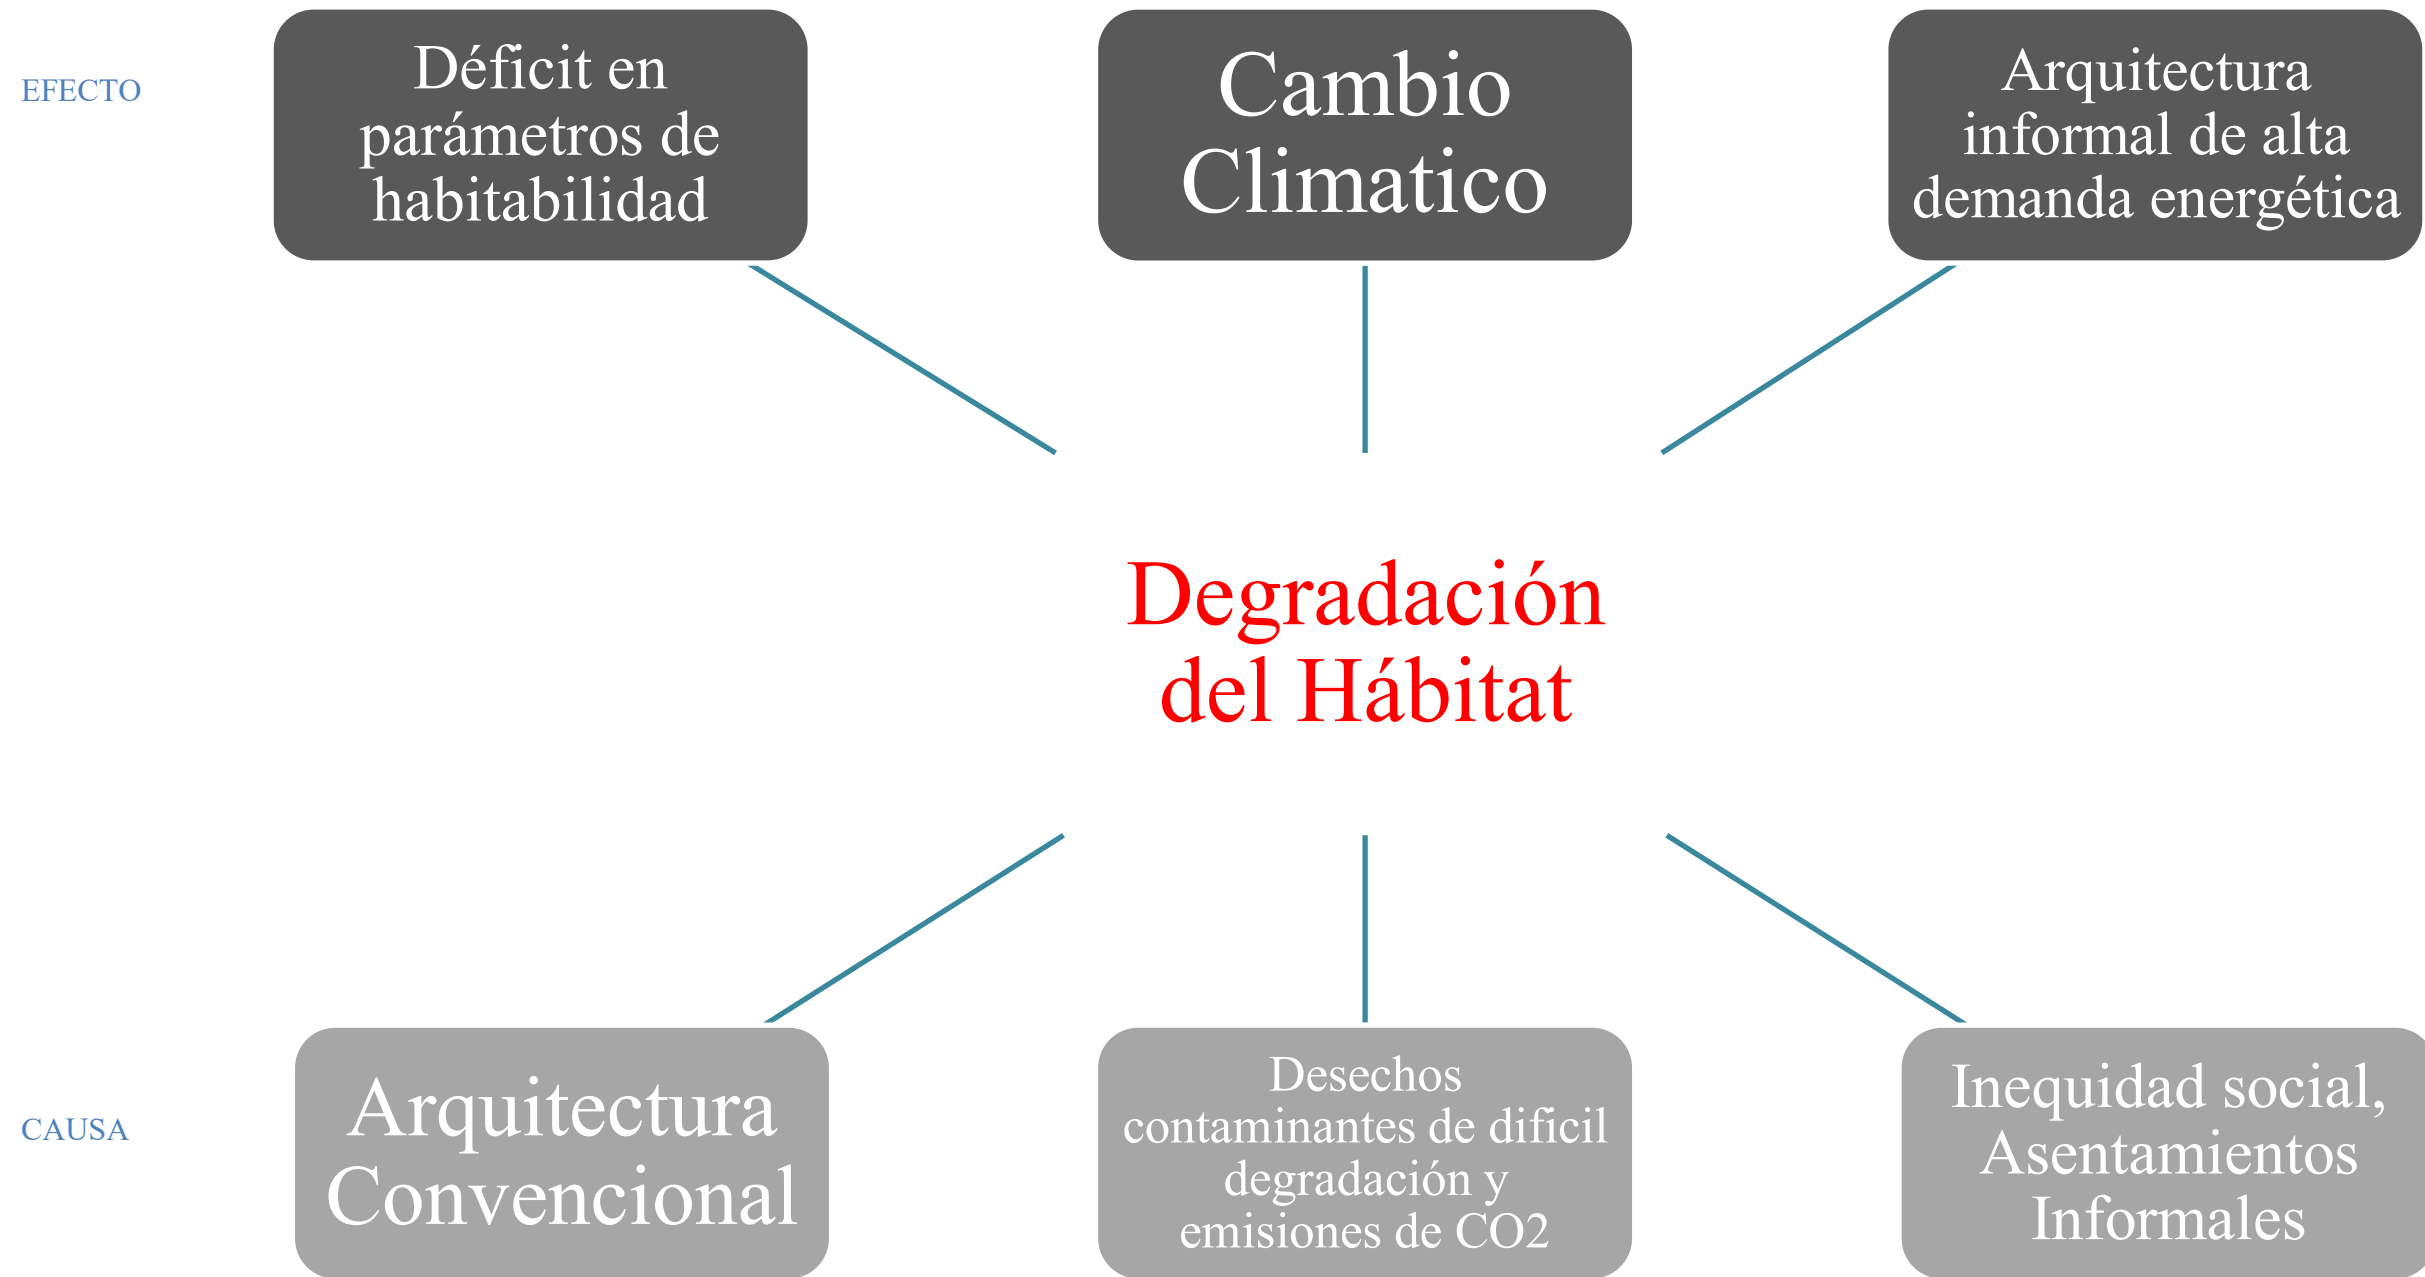 EFECTO
Déficit en
parámetros de
habitabilidad
Cambio
Climatico
Arquitectura
informal de alta
demanda energética
Degradación
del Hábitat
CAUSA
Arquitectura
Convencional
Desechos
contaminantes de dificil
degradación y
emisiones de CO2
Inequidad social,
Asentamientos
Informales